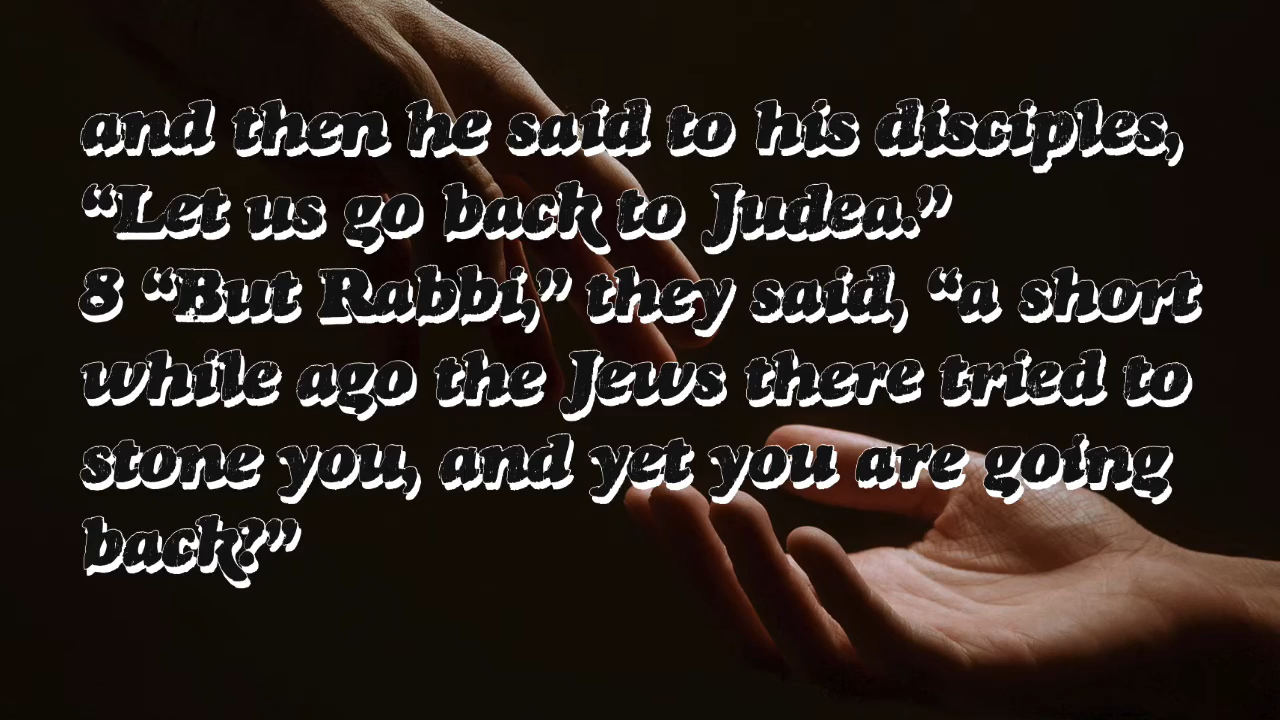 and then he said to his disciples,
“Let us go back to Judea.”
8 “But Rabbi,” they said, “a short
while ago the Jews there tried to
stone you, and yet you are going
back?”